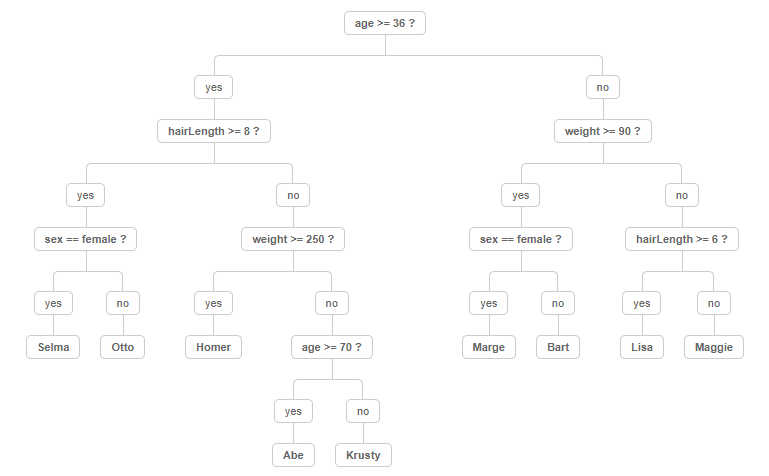 age >= 36 ?
yes
no
hairLength >= 8 ?
weight >= 90 ?
yes
no
yes
no
sex == female ?
weight >= 250 ?
sex == female ?
hairLength >= 6 ?
yes
no
yes
no
yes
no
yes
no
Selma
Otto
Homer
age >= 70 ?
Marge
Bart
Lisa
Maggie
yes
no
Abe
Krusty